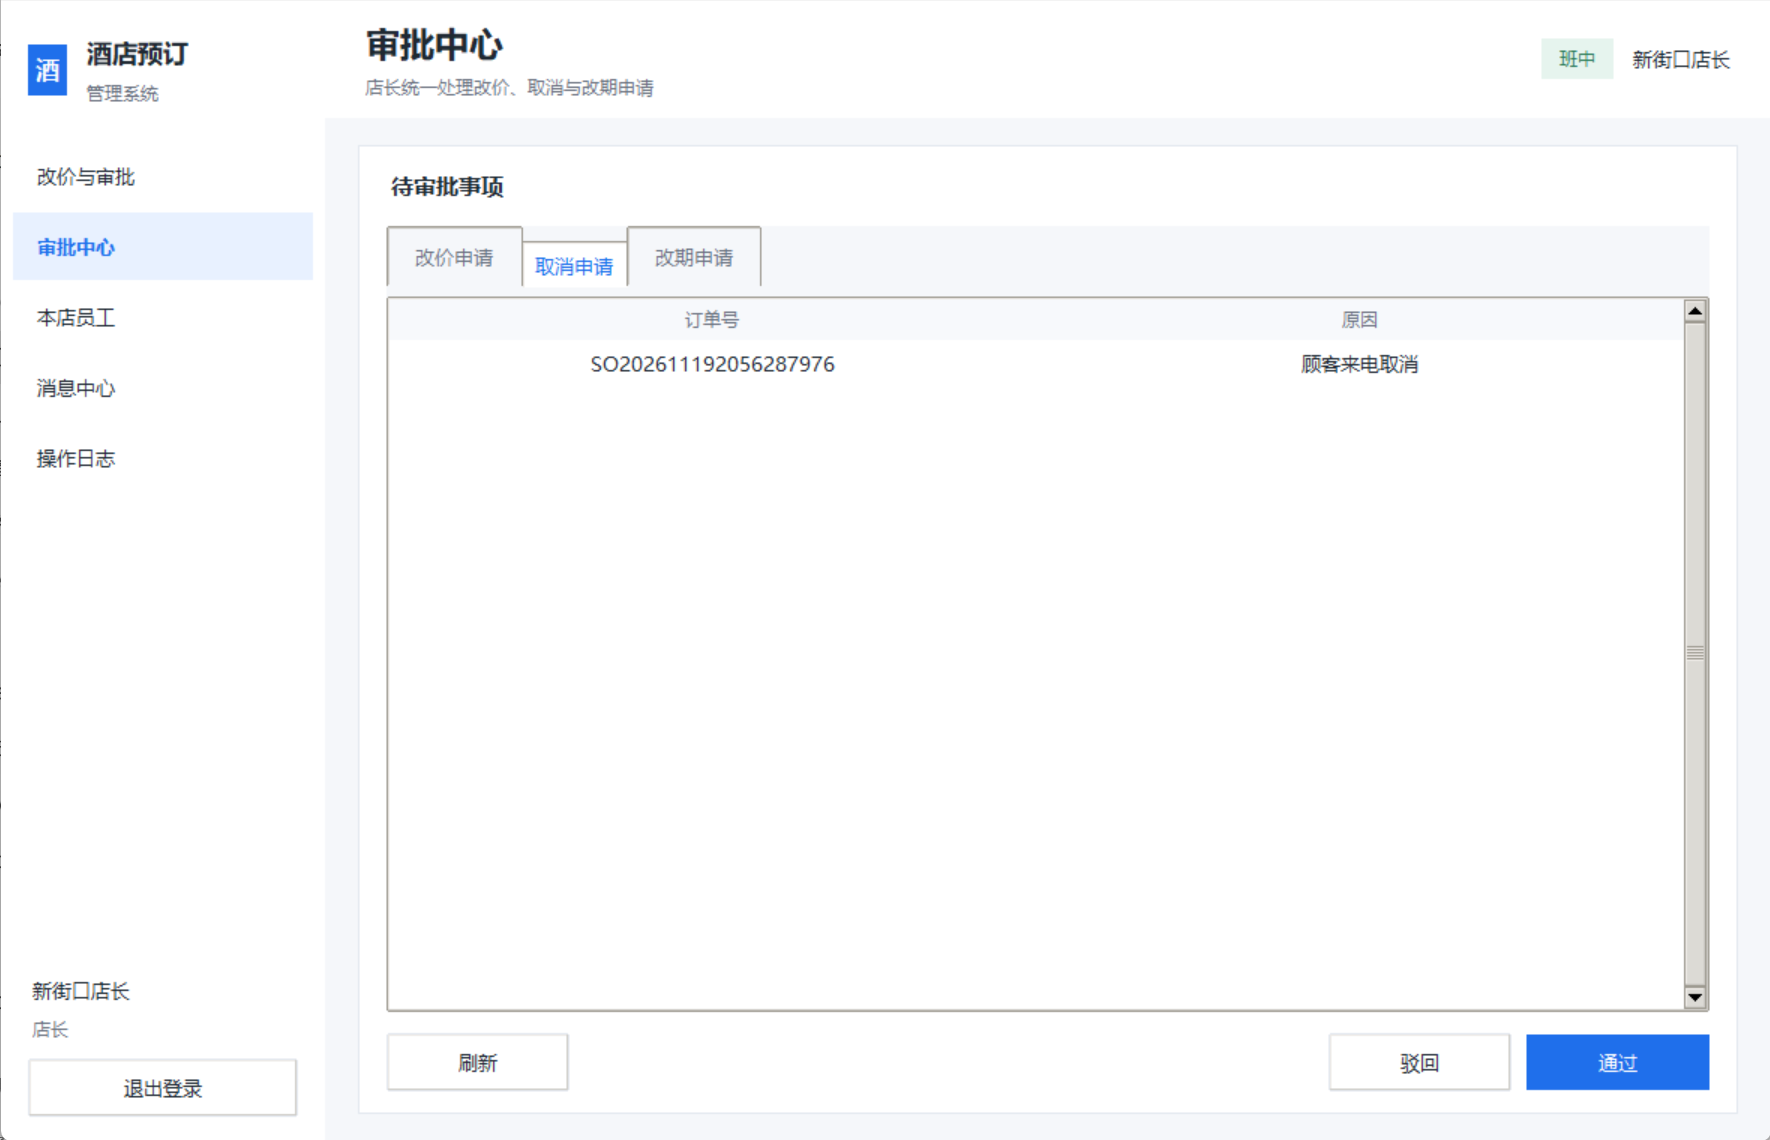 酒
酒店预订
管理系统
改价与审批
审批中心
本店员工
消息中心
操作日志
新街口店长
店长
退出登录
审批中心
店长统一处理改价、取消与改期申请
班中
新街口店长
待审批事项
改价申请
取消申请
改期申请
订单号 原因
SO202611192056287976 顾客来电取消
刷新
驳回
通过